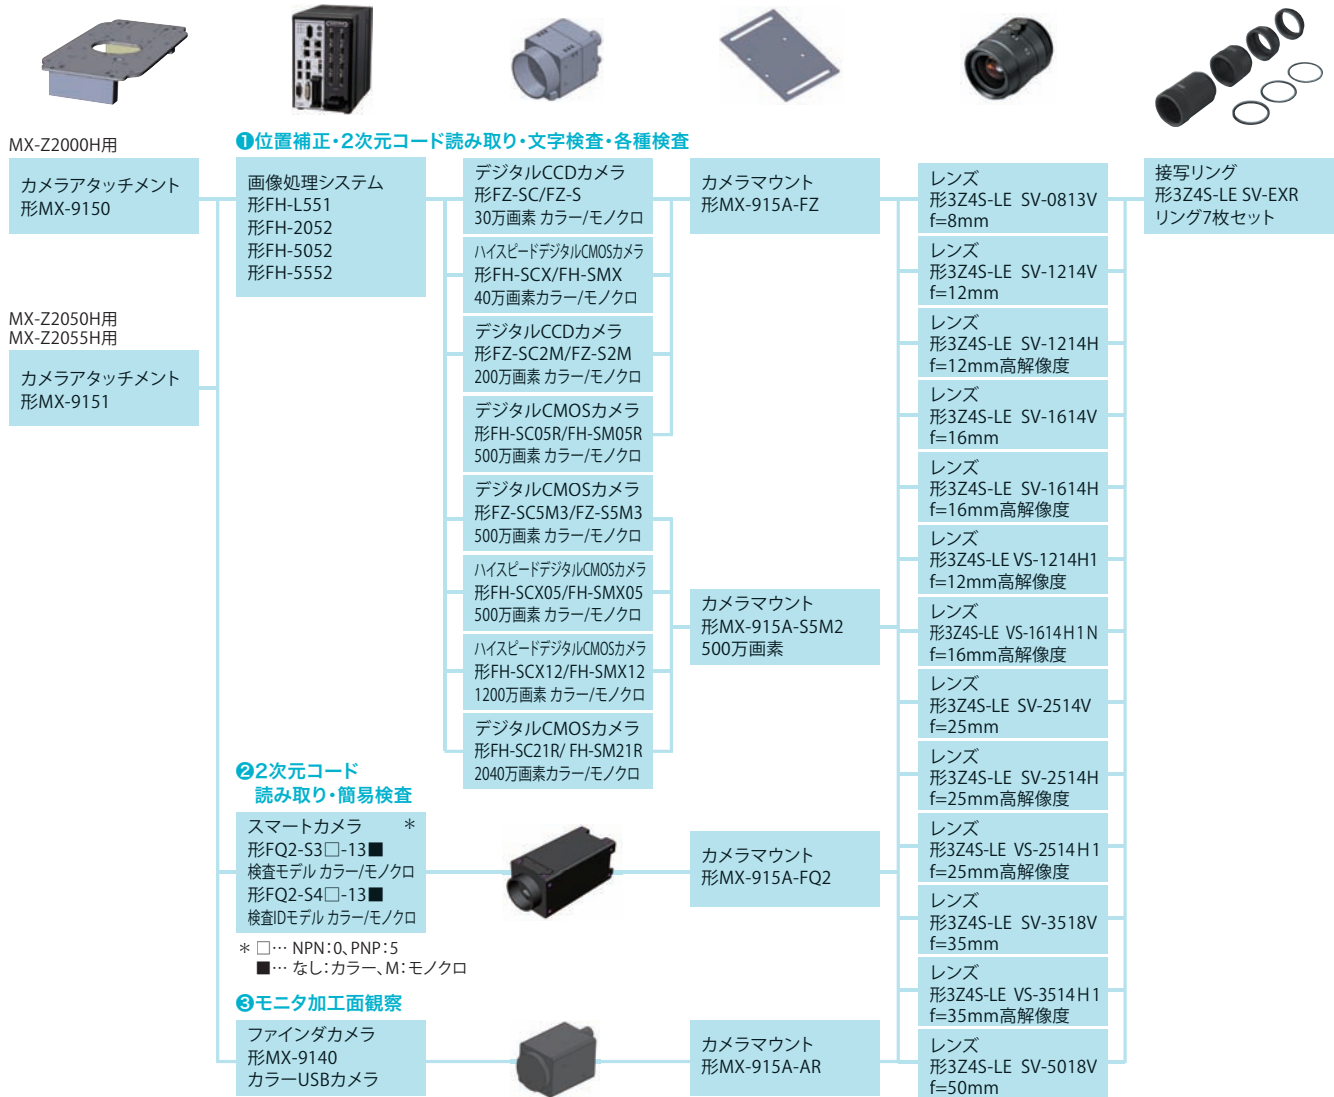 MX-Z2000H用
カメラアタッチメント
形MX-9150
MX-Z2050H用
MX-Z2055H用
カメラアタッチメント
形MX-9151
❶位置補正・2次元コード読み取り・文字検査・各種検査
画像処理システム
形FH-L551
形FH-2052
形FH-5052
形FH-5552
デジタルCCDカメラ
形FZ-SC/FZ-S
30万画素 カラー/モノクロ
ハイスピードデジタルCMOSカメラ
形FH-SCX/FH-SMX
40万画素カラー/モノクロ
デジタルCCDカメラ
形FZ-SC2M/FZ-S2M
200万画素 カラー/モノクロ
デジタルCMOSカメラ
形FH-SC05R/FH-SM05R
500万画素 カラー/モノクロ
デジタルCMOSカメラ
形FZ-SC5M3/FZ-S5M3
500万画素 カラー/モノクロ
ハイスピードデジタルCMOSカメラ
形FH-SCX05/FH-SMX05
500万画素 カラー/モノクロ
ハイスピードデジタルCMOSカメラ
形FH-SCX12/FH-SMX12
1200万画素 カラー/モノクロ
デジタルCMOSカメラ
形FH-SC21R/ FH-SM21R
2040万画素カラー/モノクロ
カメラマウント
形MX-915A-FZ
カメラマウント
形MX-915A-S5M2
500万画素
❷2次元コード
読み取り・簡易検査
スマートカメラ ＊
形FQ2-S3□-13■
検査モデル カラー/モノクロ
形FQ2-S4□-13■
検査IDモデル カラー/モノクロ
＊ □… NPN：0、PNP：5
■… なし：カラー、M：モノクロ
カメラマウント
形MX-915A-FQ2
❸モニタ加工面観察
ファインダカメラ
形MX-9140
カラーUSBカメラ
カメラマウント
形MX-915A-AR
レンズ
形3Z4S-LE SV-0813V
f=8mm
レンズ
形3Z4S-LE SV-1214V
f=12mm
レンズ
形3Z4S-LE SV-1214H
f=12mm高解像度
レンズ
形3Z4S-LE SV-1614V
f=16mm
レンズ
形3Z4S-LE SV-1614H
f=16mm高解像度
レンズ
形3Z4S-LE VS-1214H1
f=12mm高解像度
レンズ
形3Z4S-LE VS-1614H1N
f=16mm高解像度
レンズ
形3Z4S-LE SV-2514V
f=25mm
レンズ
形3Z4S-LE SV-2514H
f=25mm高解像度
レンズ
形3Z4S-LE VS-2514H1
f=25mm高解像度
レンズ
形3Z4S-LE SV-3518V
f=35mm
レンズ
形3Z4S-LE VS-3514H1
f=35mm高解像度
レンズ
形3Z4S-LE SV-5018V
f=50mm
接写リング
形3Z4S-LE SV-EXR
リング7枚セット